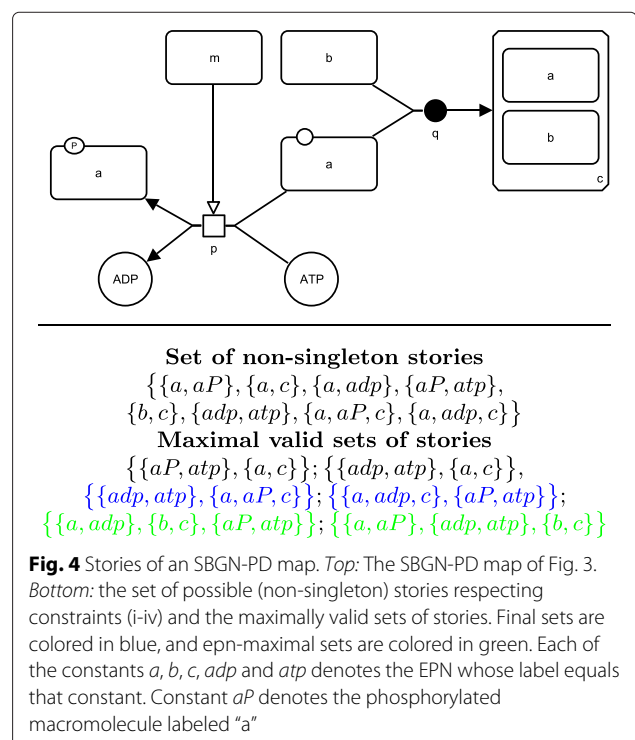 m
b
a
b
c
q
a
P
a
p
ADP
ATP
Set of non-singleton stories
{{a, aP}, {a, c}, {a, adp}, {aP, atp},
{b, c}, {adp, atp}, {a, aP, c}, {a, adp, c}}
Maximal valid sets of stories
{{aP, atp}, {a, c}}; {{adp, atp}, {a, c}},
{{adp, atp}, {a, aP, c}}; {{a, adp, c}, {aP, atp}};
{{a, adp}, {b, c}, {aP, atp}}; {{a, aP}, {adp, atp}, {b, c}}
Fig. 4 Stories of an SBGN-PD map. Top: The SBGN-PD map of Fig. 3.
Bottom: the set of possible (non-singleton) stories respecting
constraints (i-iv) and the maximally valid sets of stories. Final sets are
colored in blue, and epn-maximal sets are colored in green. Each of
the constants a, b, c, adp and atp denotes the EPN whose label equals
that constant. Constant aP denotes the phosphorylated
macromolecule labeled “a”